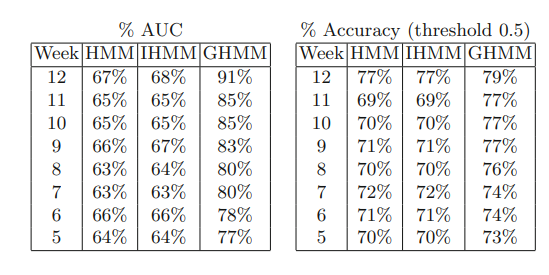 % AUC
Week HMM IHMM GHMM
12 67% 68% 91%
11 65% 65% 85%
10 65% 65% 85%
9 66% 67% 83%
8 63% 64% 80%
7 63% 63% 80%
6 66% 66% 78%
5 64% 64% 77%
% Accuracy (threshold 0.5)
Week HMM IHMM GHMM
12 77% 77% 79%
11 69% 69% 77%
10 70% 70% 77%
9 71% 71% 77%
8 70% 70% 76%
7 72% 72% 74%
6 71% 71% 74%
5 70% 70% 73%